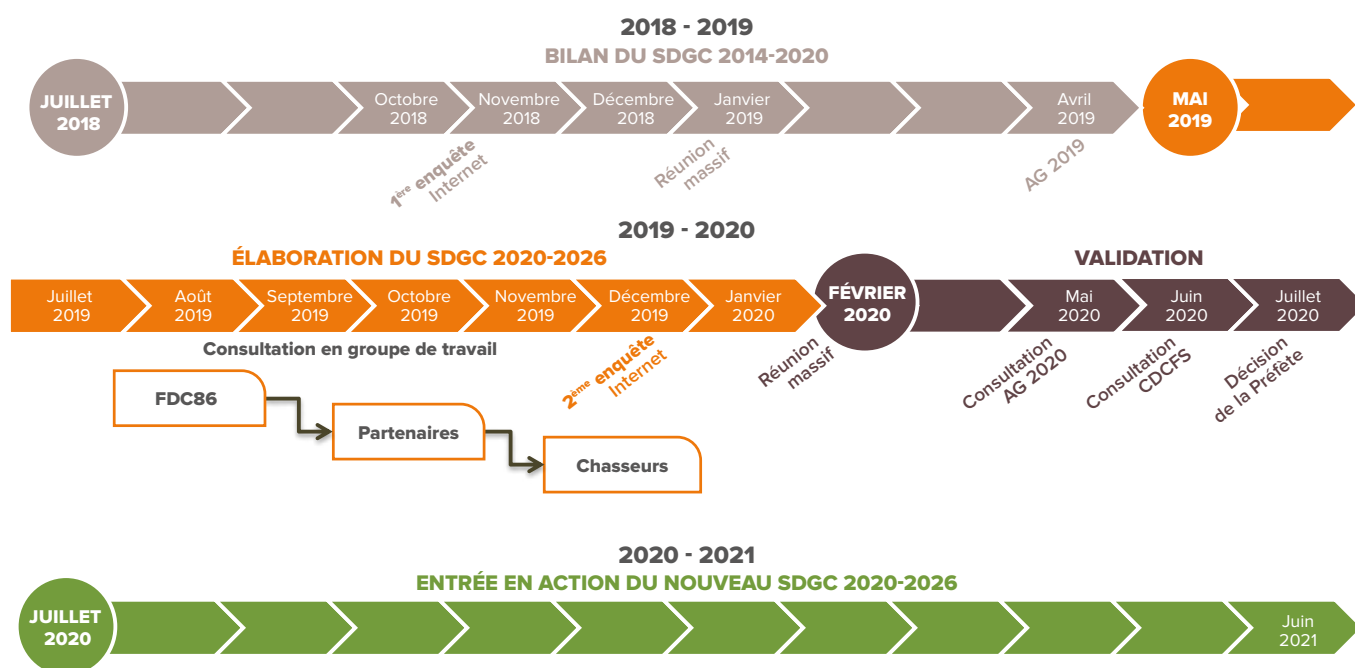 2018 - 2019
BILAN DU SDGC 2014-2020
JUILLET
2018
Octobre
2018
Novembre
2018
Décembre
2018
Janvier
2019
Avril
2019
MAI
2019
1ère enquête
Internet
Réunion
massif
AG 2019
2019 - 2020
ÉLABORATION DU SDGC 2020-2026
VALIDATION
Juillet
2019
Août
2019
Septembre
2019
Octobre
2019
Novembre
2019
Décembre
2019
Janvier
2020
FÉVRIER
2020
Mai
2020
Juin
2020
Juillet
2020
Consultation en groupe de travail
2ème enquête
Internet
Réunion
massif
Consultation
AG 2020
Consultation
CDCFS
Décision
de la Préfète
FDC86
Partenaires
Chasseurs
2020 - 2021
ENTRÉE EN ACTION DU NOUVEAU SDGC 2020-2026
JUILLET
2020
Juin
2021